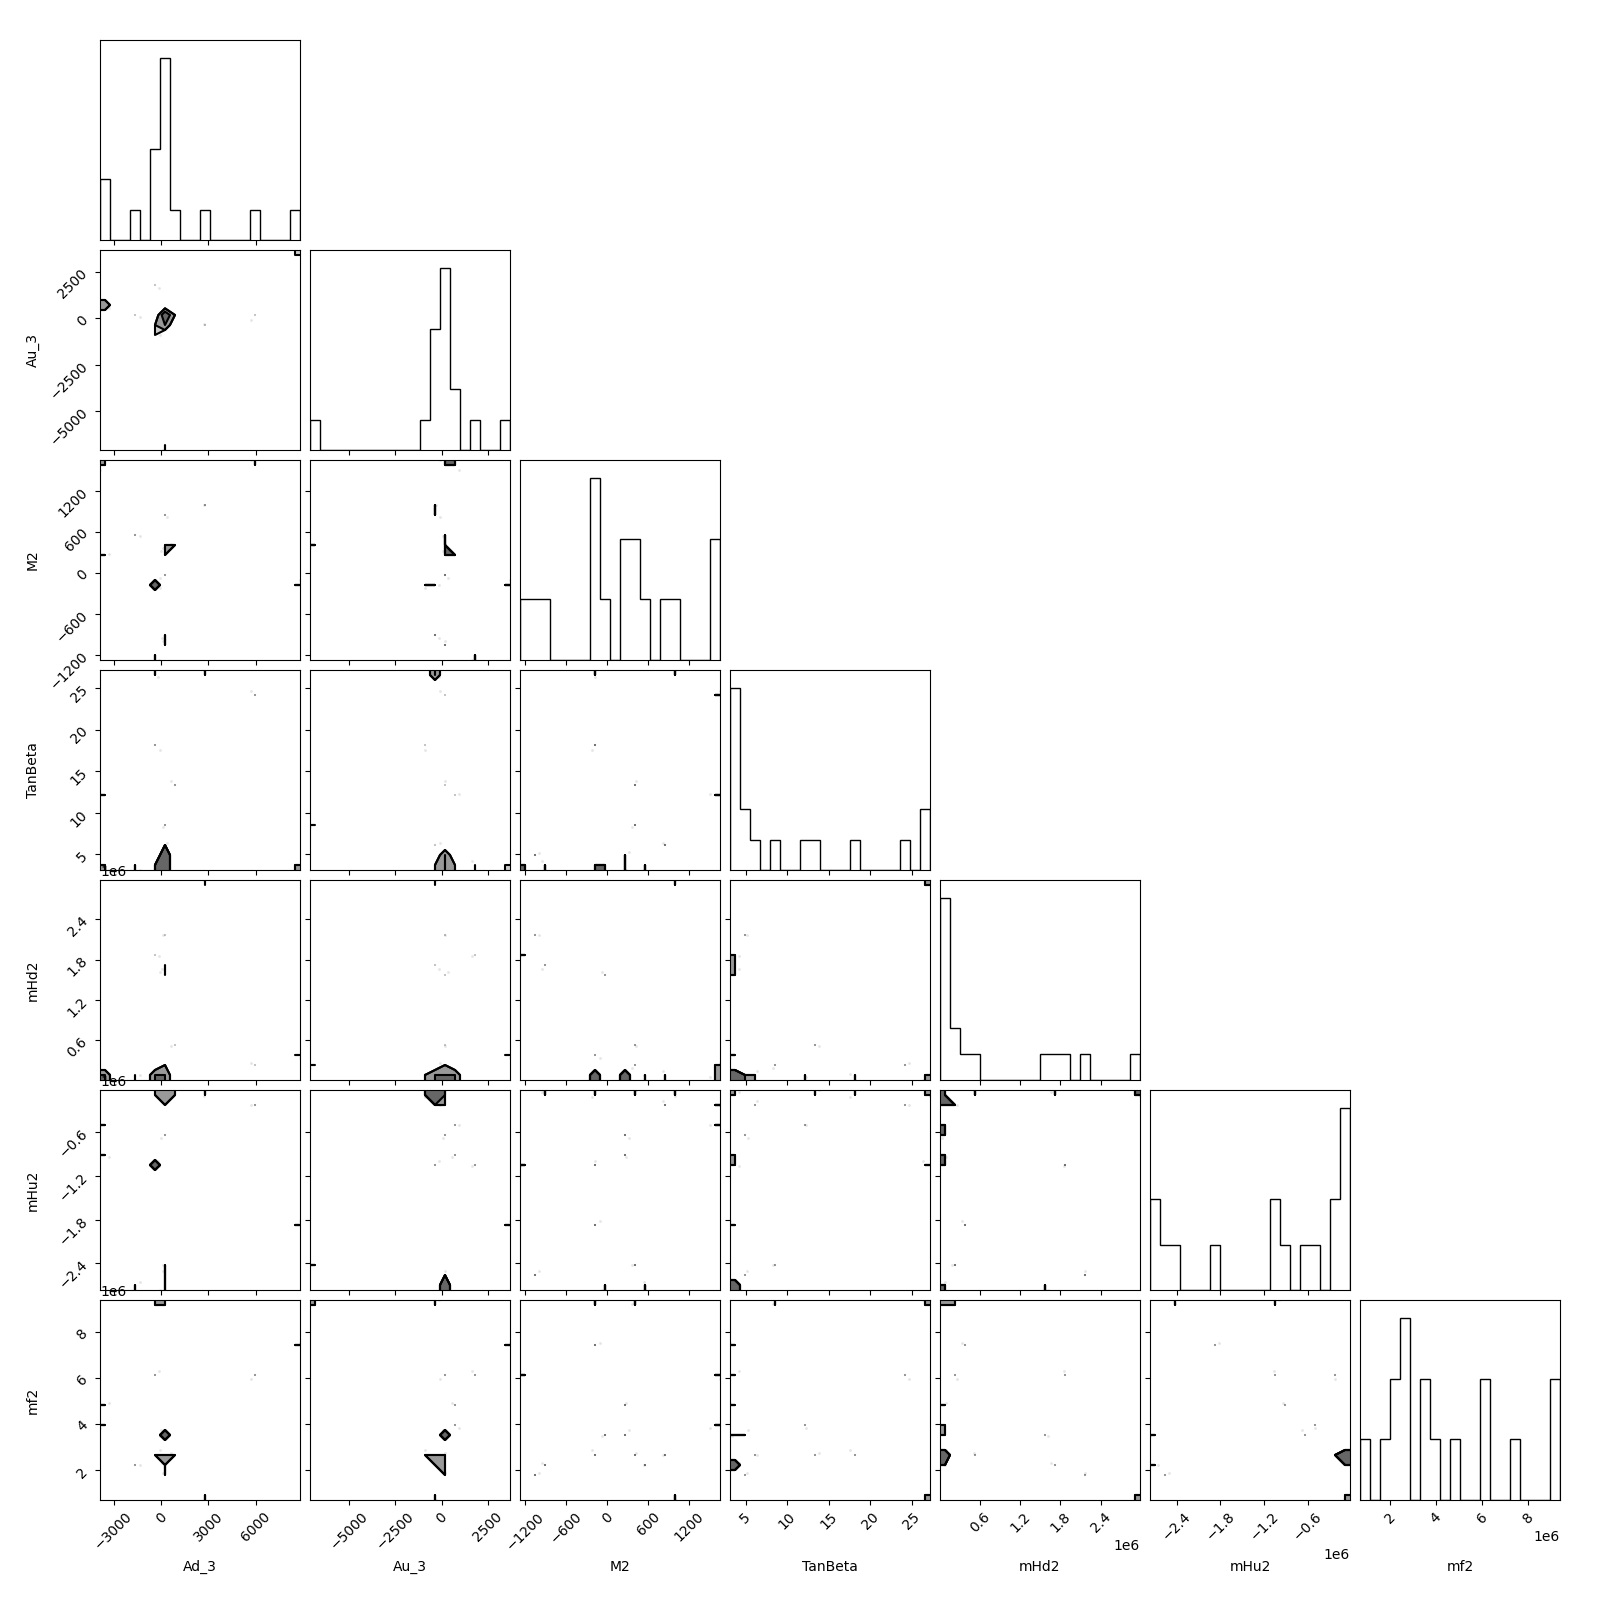 2500
0
−2500
−5000
Au_3
1200
600
0
−600
−1200
M2
25
20
15
10
5
TanBeta
1e6
2.4
1.8
1.2
0.6
mHd2
1e6
−0.6
−1.2
−1.8
−2.4
mHu2
1e6
8
6
4
2
mf2
−3000 0 3000 6000
−5000 −2500 0 2500
−1200 −600 0 600 1200
5 10 15 20 25
0.6 1.2 1.8 2.4
−2.4 −1.8 −1.2 −0.6
2 4 6 8
1e6 1e6 1e6
Ad_3 Au_3 M2 TanBeta mHd2 mHu2 mf2